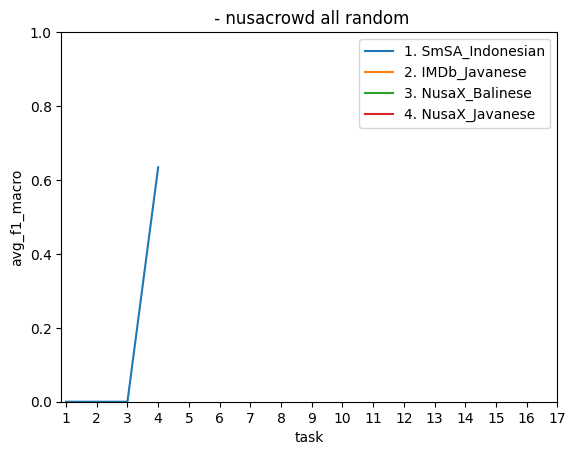 - nusacrowd all random
1.0
0.8
0.6
0.4
0.2
0.0
avg_f1_macro
1. SmSA_Indonesian
2. IMDb_Javanese
3. NusaX_Balinese
4. NusaX_Javanese
1 2 3 4 5 6 7 8 9 10 11 12 13 14 15 16 17
task